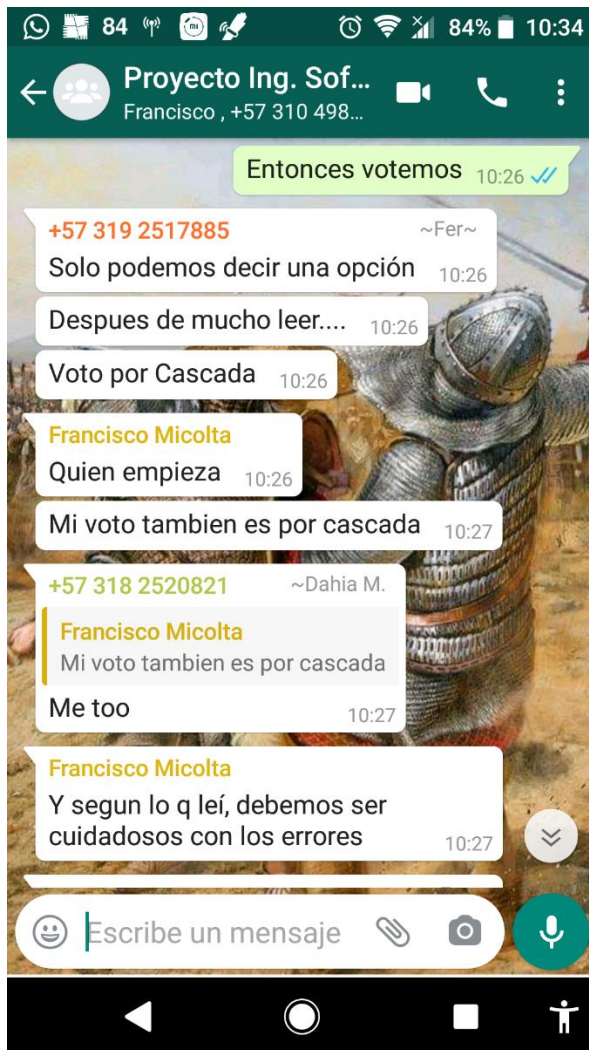 84 84% 10:34
Proyecto Ing. Sof...
Francisco , +57 310 498...
Entonces votemos 10:26
+57 319 2517885 ~Fer~
Solo podemos decir una opción 10:26
Despues de mucho leer.... 10:26
Voto por Cascada 10:26
Francisco Micolta
Quien empieza 10:26
Mi voto tambien es por cascada 10:27
+57 318 2520821 ~Dahia M.
Francisco Micolta
Mi voto tambien es por cascada
Me too 10:27
Francisco Micolta
Y segun lo q leí, debemos ser
cuidadosos con los errores 10:27
Escribe un mensaje